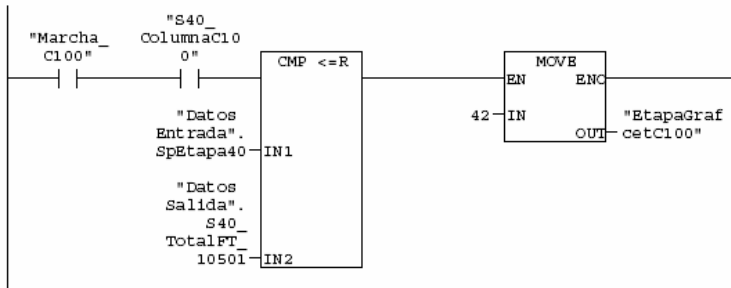 "Marcha_
C100"
"S40_
ColumnaC10
0"
CMP <=R
"Datos
Entrada".
SpEtapa40
IN1
"Datos
Salida".
S40_
TotalFT_
10501
IN2
MOVE
EN
ENO
42
IN
OUT
"EtapaGraf
cetC100"